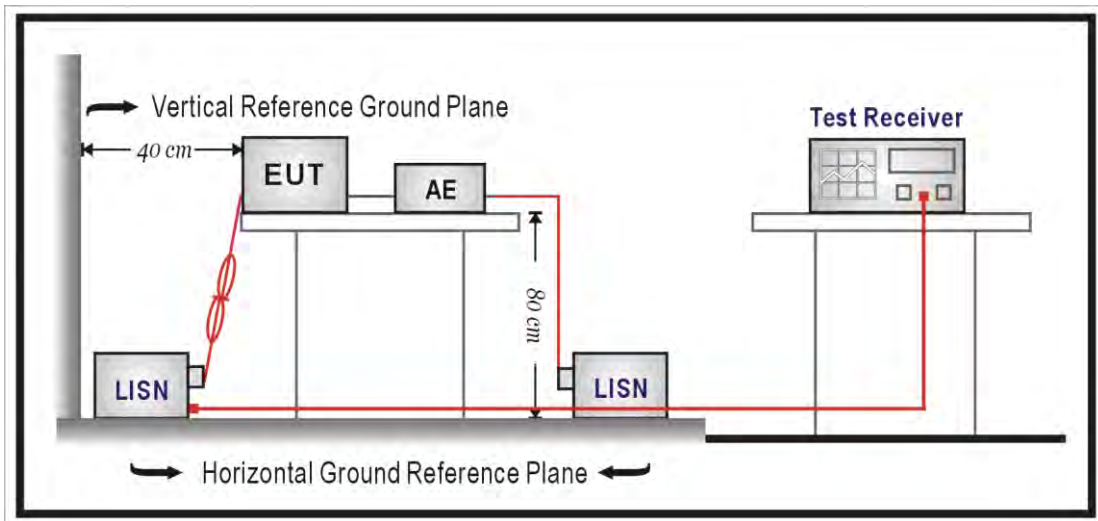 Vertical Reference Ground Plane
Test Receiver
40 cm
EUT
AE
80 cm
LISN
LISN
Horizontal Ground Reference Plane